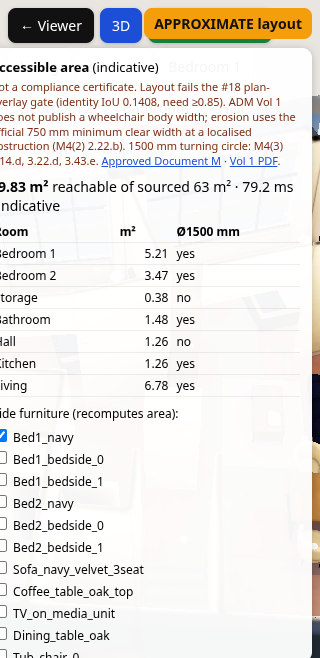 ← Viewer 3D APPROXIMATE layout
ccessible area (indicative) Bedroom 1
ot a compliance certificate. Layout fails the #18 plan-
verlay gate (identity IoU 0.1408, need ≥0.85). ADM Vol 1
oes not publish a wheelchair body width; erosion uses the
fficial 750 mm minimum clear width at a localised
bstruction (M4(2) 2.22.b). 1500 mm turning circle: M4(3)
14.d, 3.22.d, 3.43.e. Approved Document M · Vol 1 PDF.
9.83 m² reachable of sourced 63 m² · 79.2 ms
indicative
Room m² Ø1500 mm
Bedroom 1 5.21 yes
Bedroom 2 3.47 yes
torage 0.38 no
Bathroom 1.48 yes
Hall 1.26 no
Kitchen 1.26 yes
iving 6.78 yes
ide furniture (recomputes area):
Bed1_navy
Bed1_bedside_0
Bed1_bedside_1
Bed2_navy
Bed2_bedside_0
Bed2_bedside_1
Sofa_navy_velvet_3seat
Coffee_table_oak_top
TV_on_media_unit
Dining_table_oak
Tub_chair_0